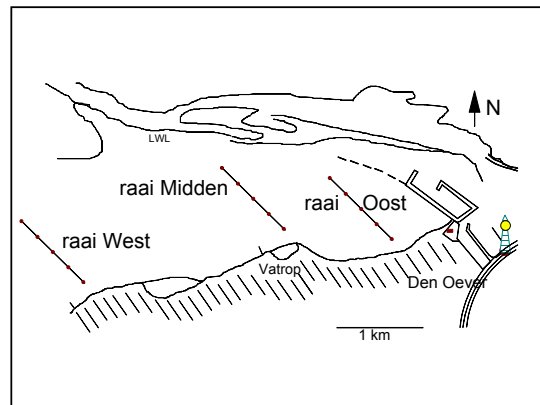 N
LWL
raai Midden
raai Oost
raai West
Vatrop
Den Oever
1 km